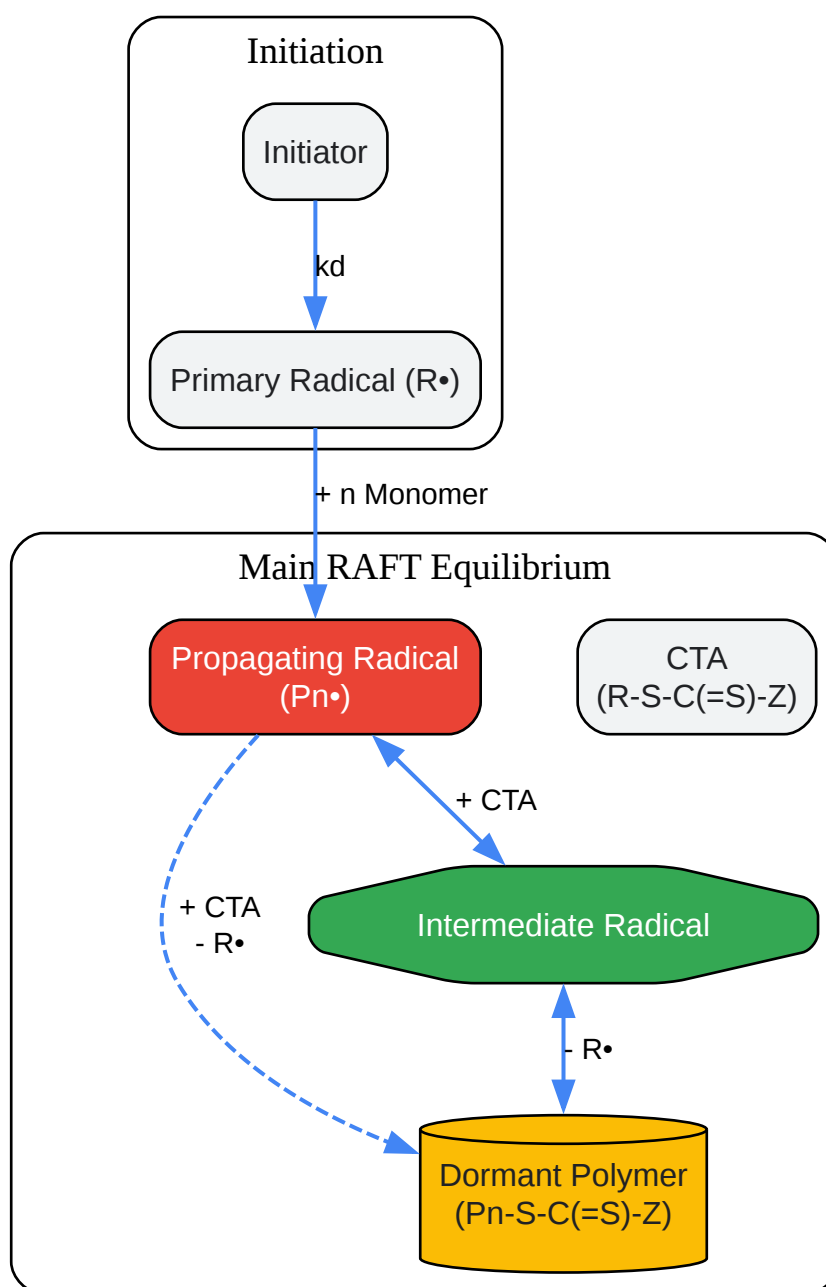 Initiation
Initiator
kd
Primary Radical (R•)
+ n Monomer
Main RAFT Equilibrium
Propagating Radical
(Pn•)
CTA
(R-S-C(=S)-Z)
+ CTA
+ CTA
- R•
Intermediate Radical
- R•
Dormant Polymer
(Pn-S-C(=S)-Z)